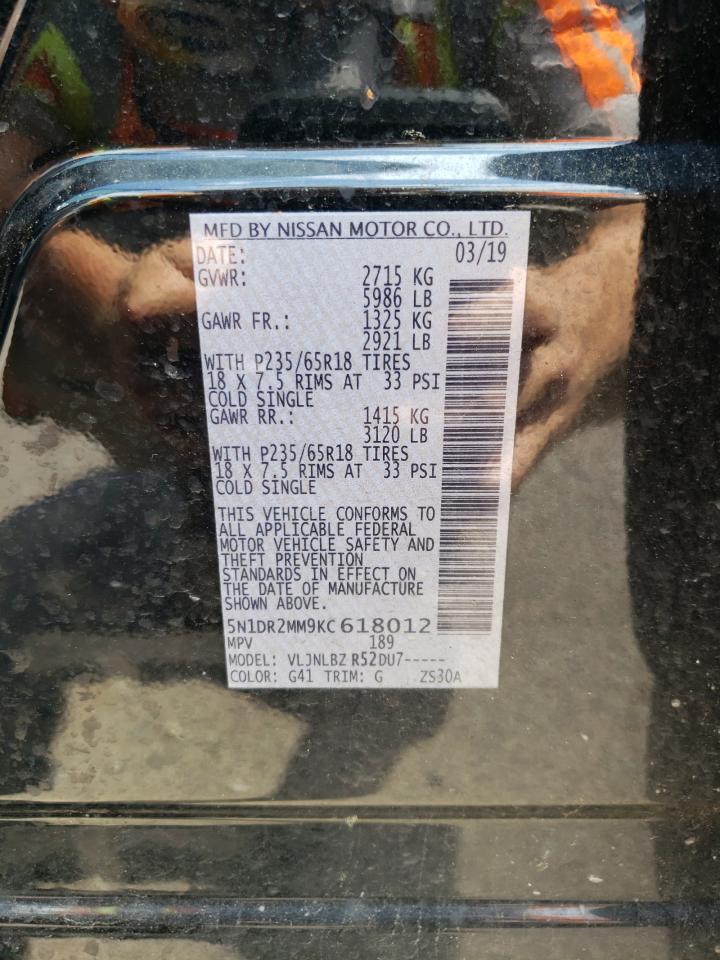 MFD BY NISSAN MOTOR CO., LTD.
DATE: 03/19
GVWR: 2715 KG
5986 LB
GAWR FR.: 1325 KG
2921 LB
WITH P235/65R18 TIRES
18 X 7.5 RIMS AT 33 PSI
COLD SINGLE
GAWR RR.: 1415 KG
3120 LB
WITH P235/65R18 TIRES
18 X 7.5 RIMS AT 33 PSI
COLD SINGLE
THIS VEHICLE CONFORMS TO
ALL APPLICABLE FEDERAL
MOTOR VEHICLE SAFETY AND
THEFT PREVENTION
STANDARDS IN EFFECT ON
THE DATE OF MANUFACTURE
SHOWN ABOVE.
5N1DR2MM9KC618012
MPV 189
MODEL: VLJNLBZ R52DU7-----
COLOR: G41 TRIM: G ZS30A